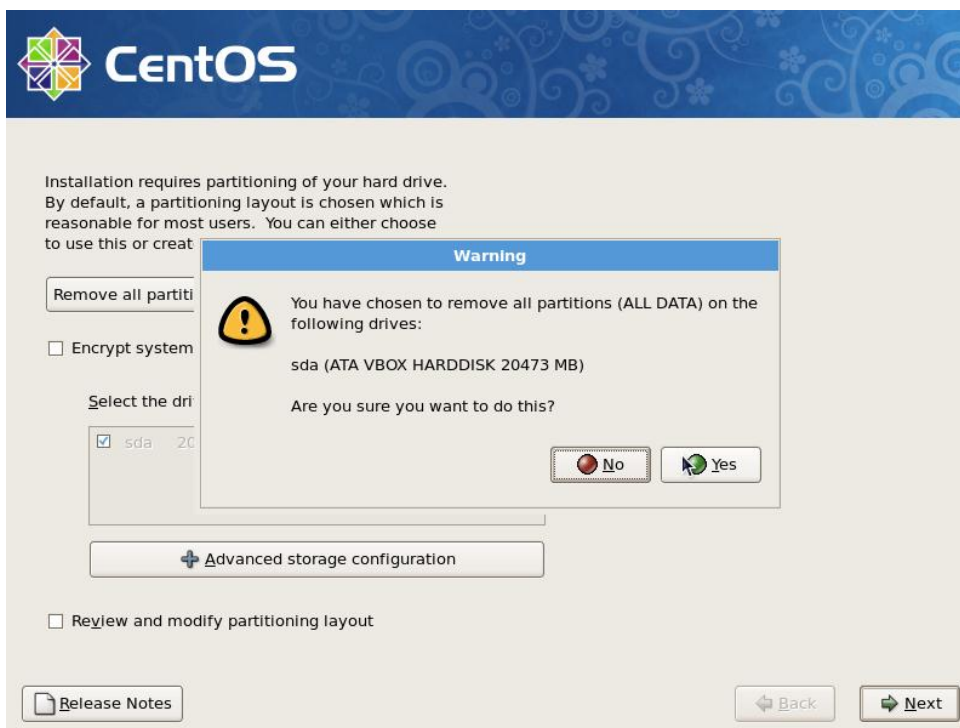 CentOS
Installation requires partitioning of your hard drive.
By default, a partitioning layout is chosen which is
reasonable for most users. You can either choose
to use this or creat
Warning
Remove all partiti
You have chosen to remove all partitions (ALL DATA) on the
following drives:
Encrypt system
sda (ATA VBOX HARDDISK 20473 MB)
Select the dri
Are you sure you want to do this?
sda 20
No Yes
Advanced storage configuration
Review and modify partitioning layout
Release Notes Back Next